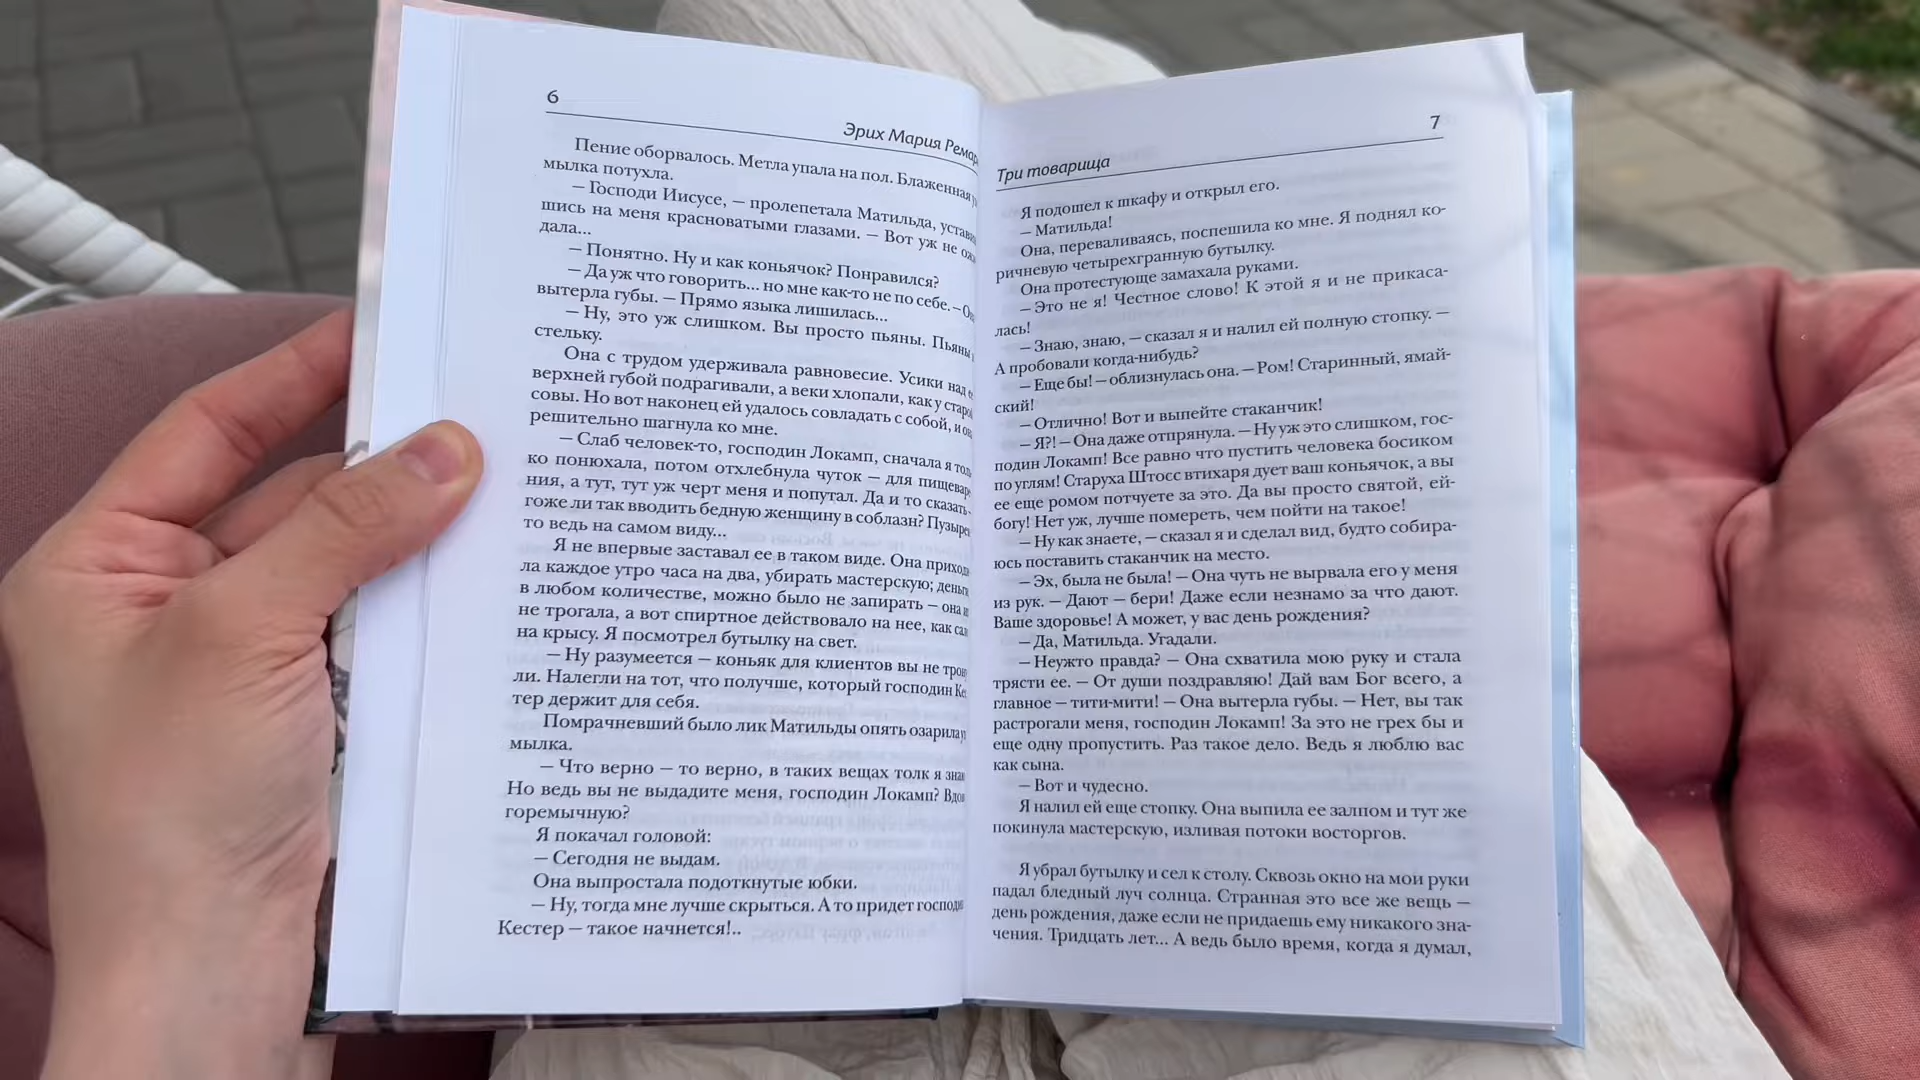 6
Эрих Мария Ремар
Пение оборвалось. Метла упала на пол. Блаженная
мылка потухла.
— Господи Иисусе, — пролепетала Матильда, устави
шись на меня красноватыми глазами. — Вот уж не ожи
дала...
— Понятно. Ну и как коньячок? Понравился?
— Да уж что говорить... но мне как-то не по себе. — Он
вытерла губы. — Прямо языка лишилась...
— Ну, это уж слишком. Вы просто пьяны. Пьяны
стельку.
Она с трудом удерживала равновесие. Усики над
верхней губой подрагивали, а веки хлопали, как у старо
совы. Но вот наконец ей удалось совладать с собой, и он
решительно шагнула ко мне.
— Слаб человек-то, господин Локамп, сначала я толь
ко понюхала, потом отхлебнула чуток — для пищеваре
ния, а тут, тут уж черт меня и попутал. Да и то сказать -
гоже ли так вводить бедную женщину в соблазн? Пузыре
то ведь на самом виду...
Я не впервые заставал ее в таком виде. Она приходи
ла каждое утро часа на два, убирать мастерскую; деньг
в любом количестве, можно было не запирать — она и
не трогала, а вот спиртное действовало на нее, как сал
на крысу. Я посмотрел бутылку на свет.
— Ну разумеется — коньяк для клиентов вы не трон
ли. Налегли на тот, что получше, который господин Кес
тер держит для себя.
Помрачневший было лик Матильды опять озарила
мылка.
— Что верно — то верно, в таких вещах толк я знаю
Но ведь вы не выдадите меня, господин Локамп? Вдов
горемычную?
Я покачал головой:
— Сегодня не выдам.
Она выпростала подоткнутые юбки.
— Ну, тогда мне лучше скрыться. А то придет господи
Кестер — такое начнется!..
7
Три товарища
Я подошел к шкафу и открыл его.
— Матильда!
Она, переваливаясь, поспешила ко мне. Я поднял ко-
ричневую четырехгранную бутылку.
Она протестующе замахала руками.
— Это не я! Честное слово! К этой я и не прикаса-
лась!
— Знаю, знаю, — сказал я и налил ей полную стопку. —
А пробовали когда-нибудь?
— Еще бы! — облизнулась она. — Ром! Старинный, ямай-
ский!
— Отлично! Вот и выпейте стаканчик!
— Я?! — Она даже отпрянула. — Ну уж это слишком, гос-
подин Локамп! Все равно что пустить человека босиком
по углям! Старуха Штосс втихаря дует ваш коньячок, а вы
ее еще ромом потчуете за это. Да вы просто святой, ей-
богу! Нет уж, лучше помереть, чем пойти на такое!
— Ну как знаете, — сказал я и сделал вид, будто собира-
юсь поставить стаканчик на место.
— Эх, была не была! — Она чуть не вырвала его у меня
из рук. — Дают — бери! Даже если незнамо за что дают.
Ваше здоровье! А может, у вас день рождения?
— Да, Матильда. Угадали.
— Неужто правда? — Она схватила мою руку и стала
трясти ее. — От души поздравляю! Дай вам Бог всего, а
главное — тити-мити! — Она вытерла губы. — Нет, вы так
растрогали меня, господин Локамп! За это не грех бы и
еще одну пропустить. Раз такое дело. Ведь я люблю вас
как сына.
— Вот и чудесно.
Я налил ей еще стопку. Она выпила ее залпом и тут же
покинула мастерскую, изливая потоки восторгов.
Я убрал бутылку и сел к столу. Сквозь окно на мои руки
падал бледный луч солнца. Странная это все же вещь —
день рождения, даже если не придаешь ему никакого зна-
чения. Тридцать лет... А ведь было время, когда я думал,